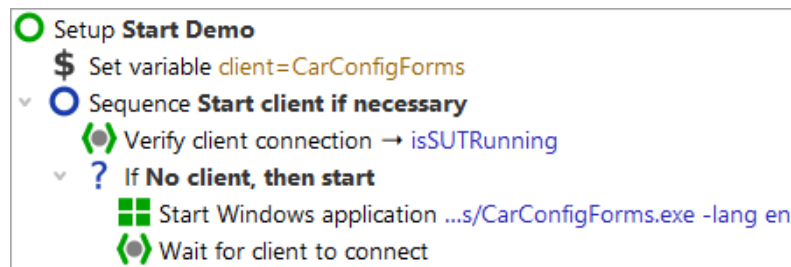 Setup Start Demo
$ Set variable client=CarConfigForms
Sequence Start client if necessary
Verify client connection → isSUTRunning
? If No client, then start
Start Windows application ...s/CarConfigForms.exe -lang en
Wait for client to connect